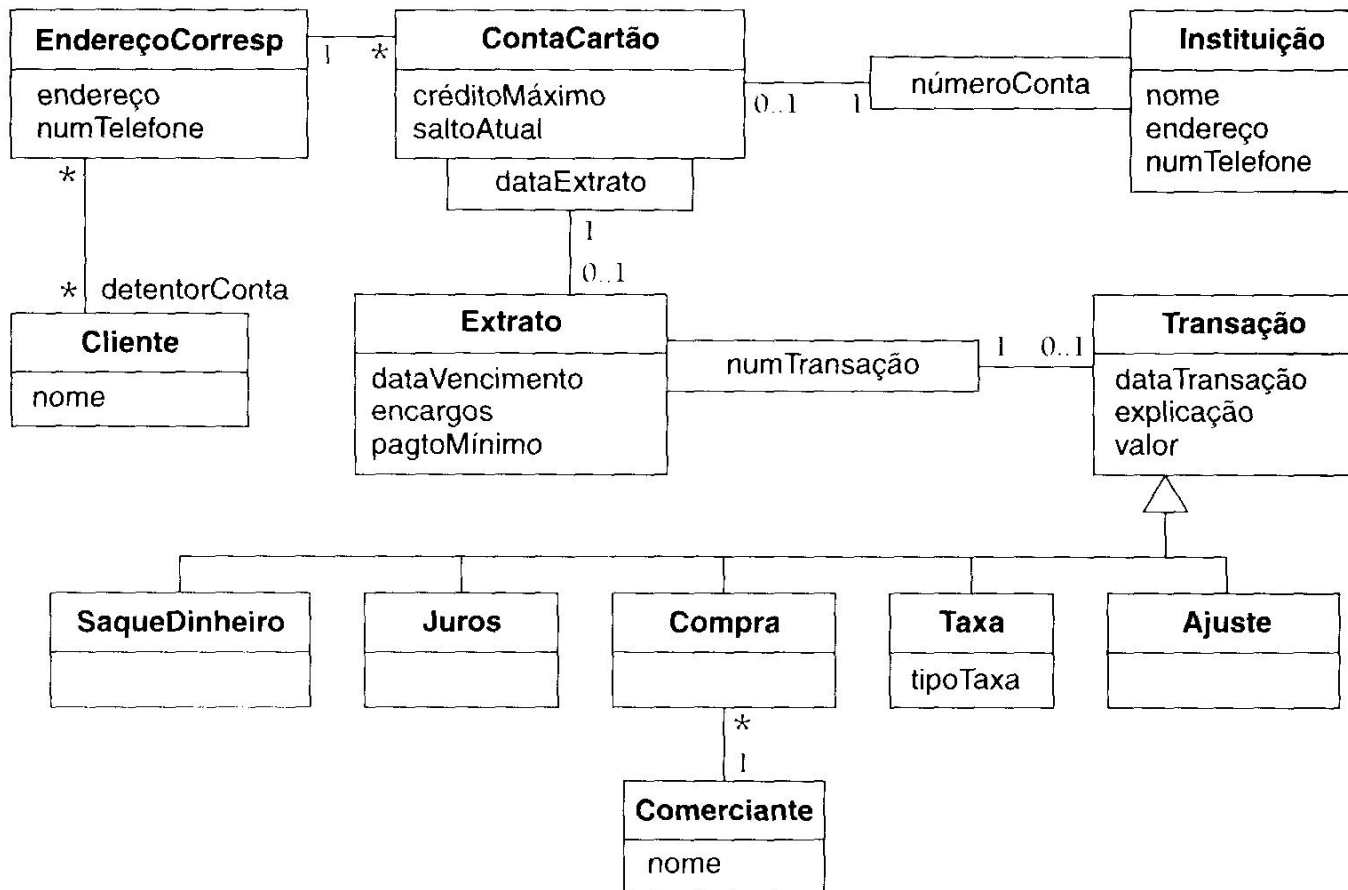 EndereçoCorresp
endereço
numTelefone
1
*
ContaCartão
créditoMáximo
saltoAtual
dataExtrato
0..1
1
númeroConta
Instituição
nome
endereço
numTelefone
*
* detentorConta
Cliente
nome
1
0..1
Extrato
dataVencimento
encargos
pagtoMínimo
numTransação
1
0..1
Transação
dataTransação
explicação
valor
SaqueDinheiro
Juros
Compra
Taxa
tipoTaxa
Ajuste
*
1
Comerciante
nome